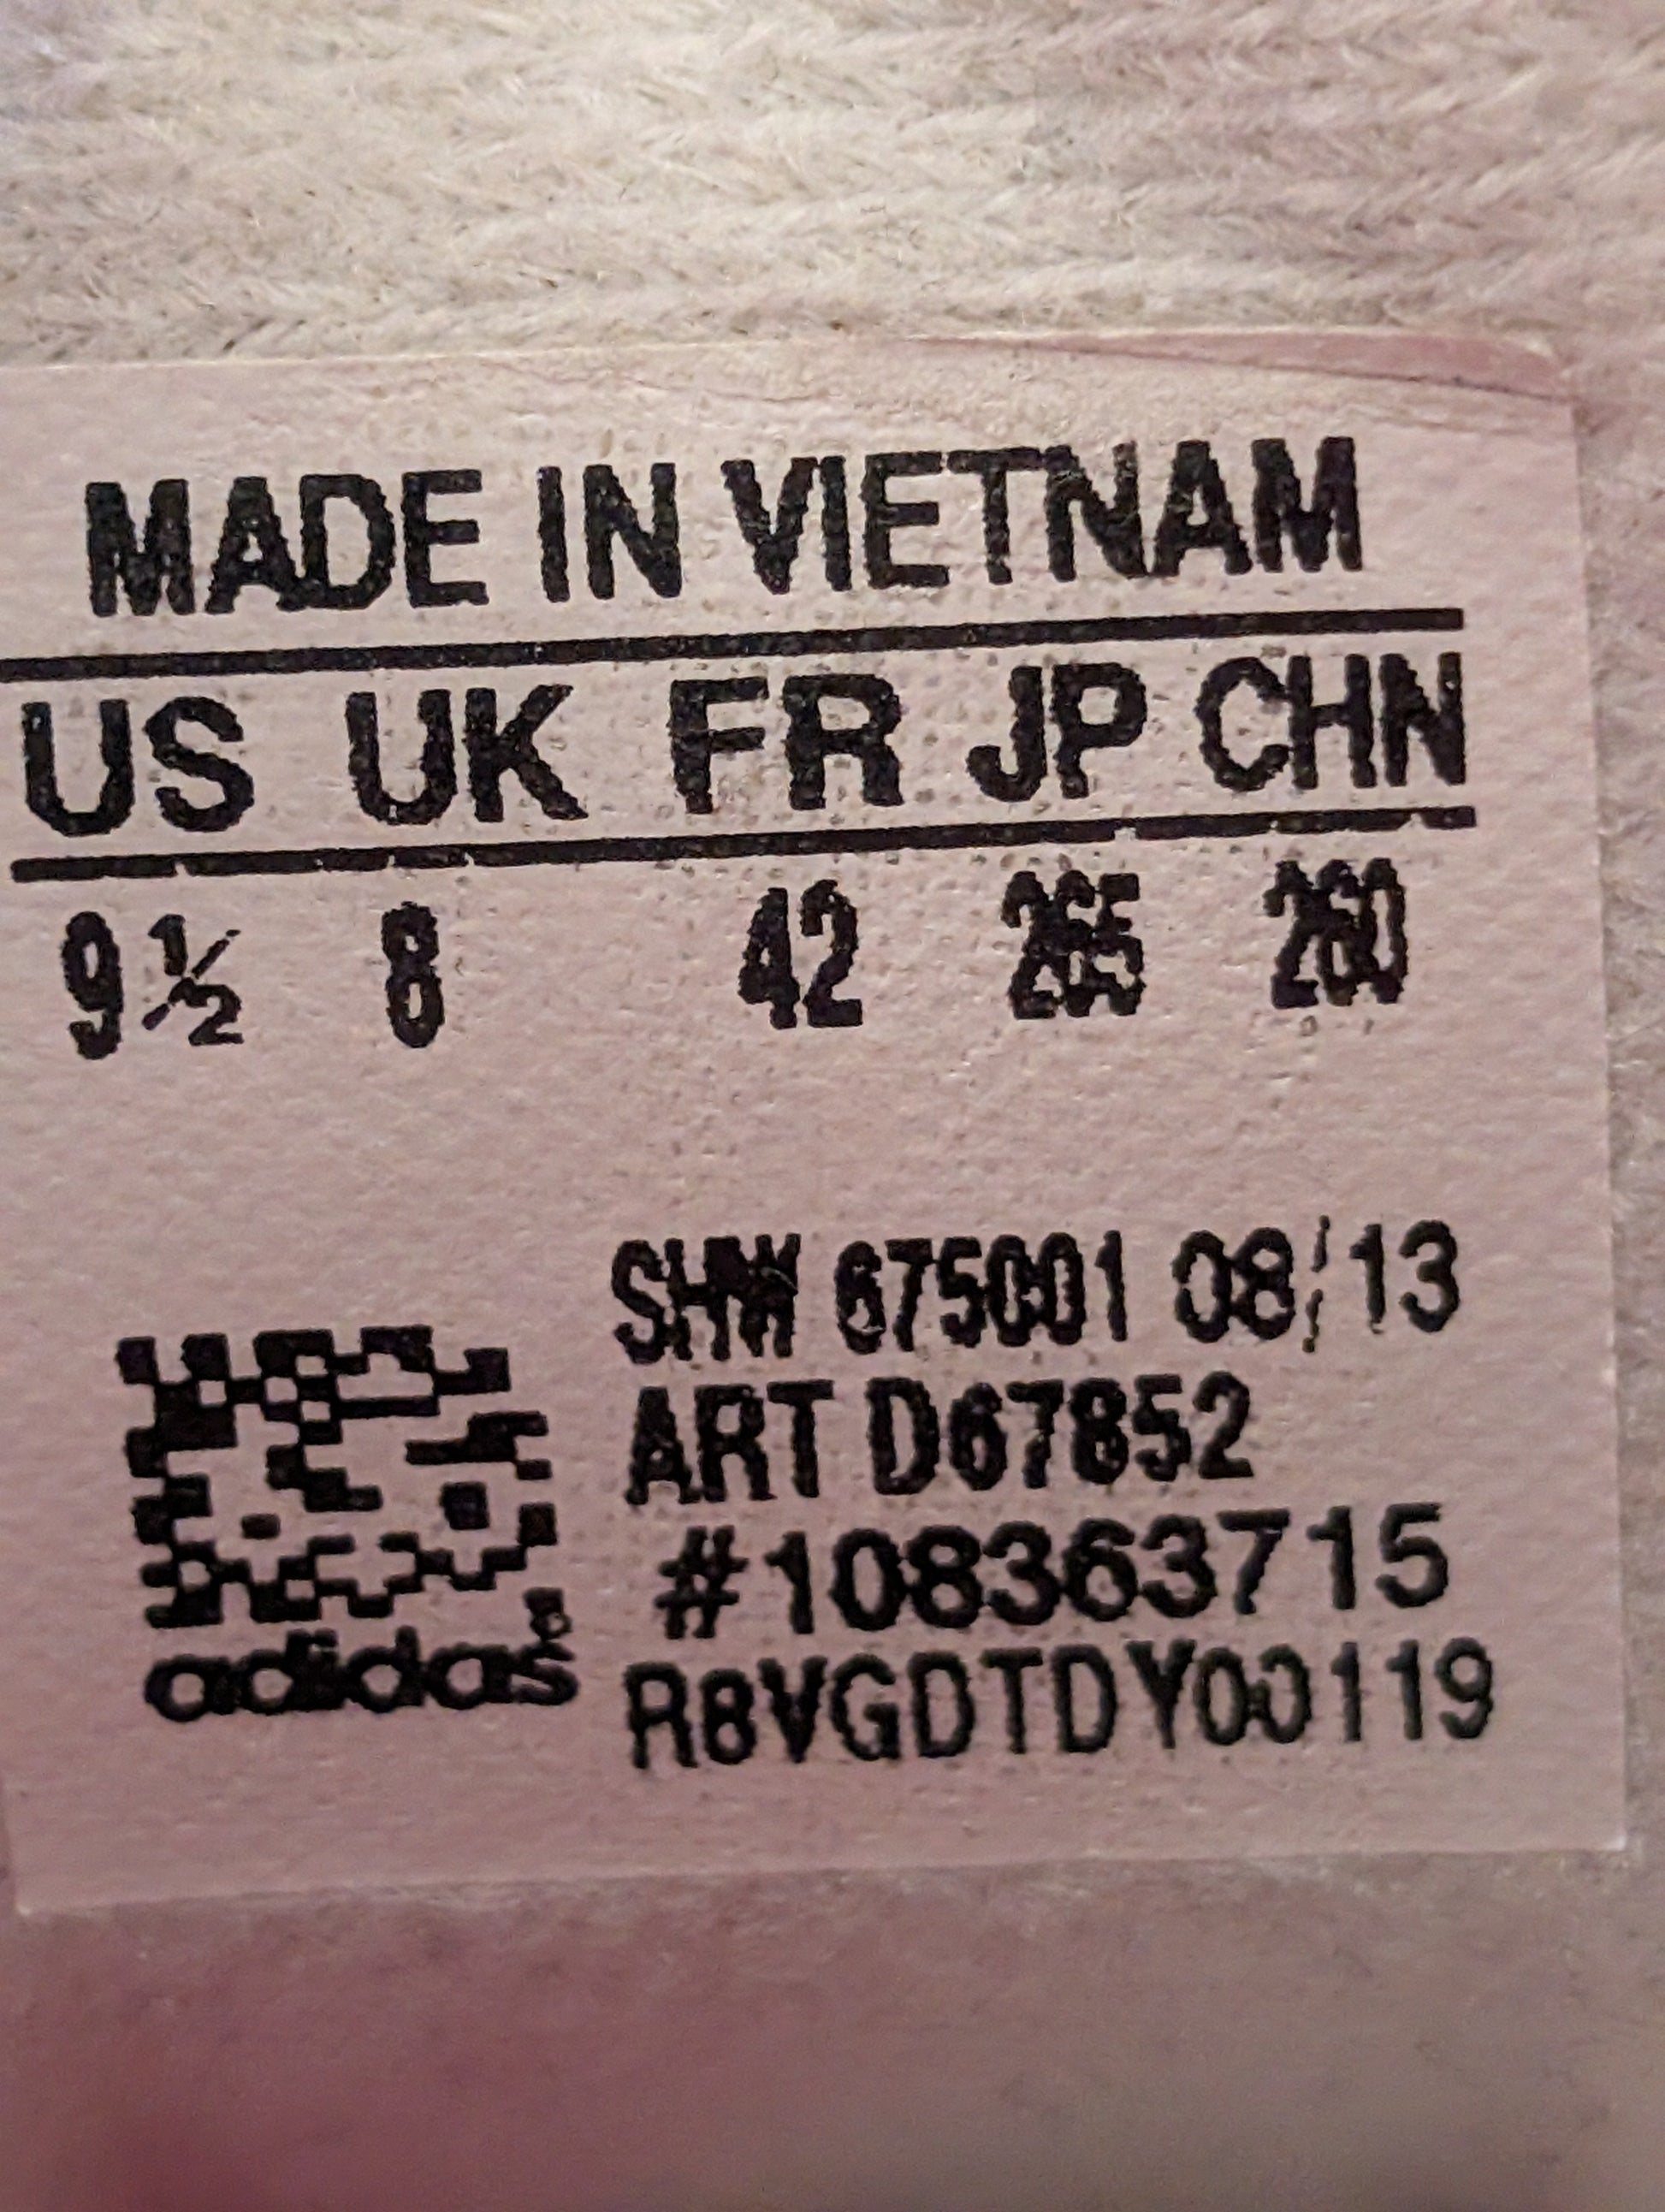 MADE IN VIETNAM
US UK FR JP CHN
9½ 8 42 265 260
SHW 675001 08/13
ART D67852
#108363715
R8VGDTDY00119
adidas